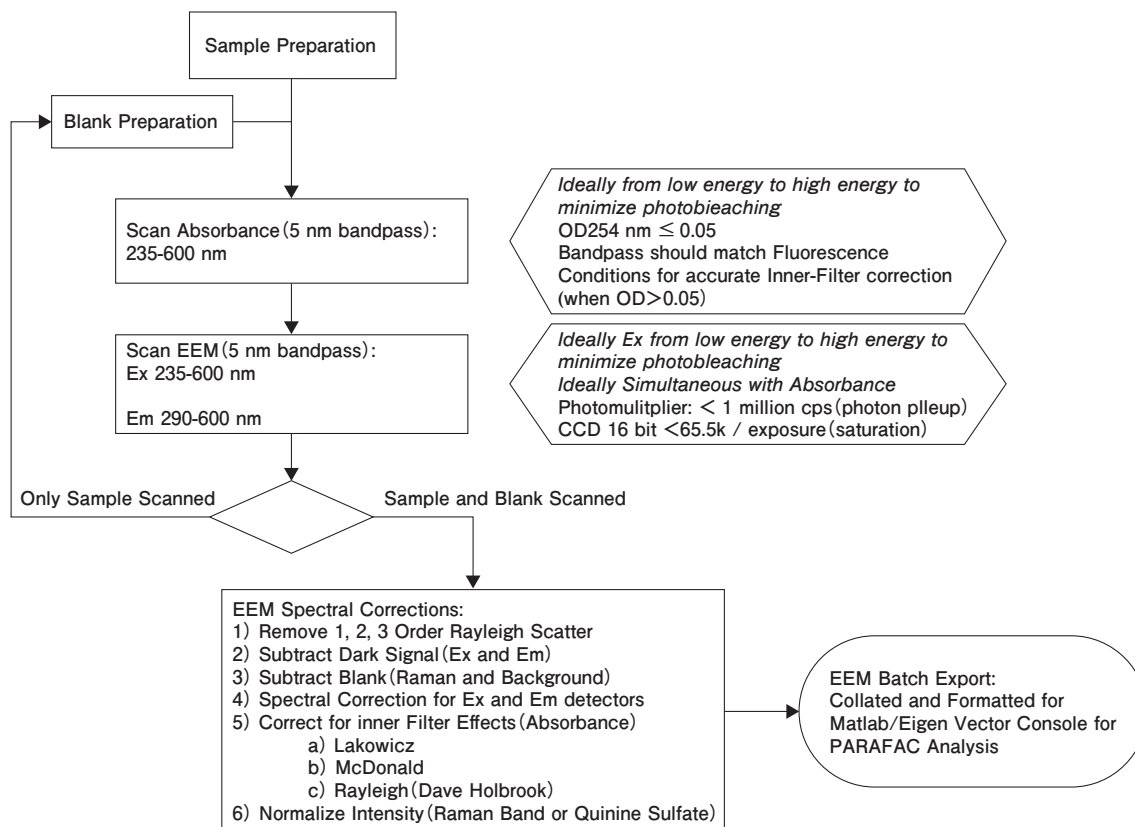 Sample Preparation
Blank Preparation
Scan Absorbance(5 nm bandpass):
235-600 nm
Ideally from low energy to high energy to
minimize photobieaching
OD254 nm ≤ 0.05
Bandpass should match Fluorescence
Conditions for accurate Inner-Filter correction
(when OD>0.05)
Scan EEM(5 nm bandpass):
Ex 235-600 nm
Em 290-600 nm
Ideally Ex from low energy to high energy to
minimize photobleaching
Ideally Simultaneous with Absorbance
Photomulitplier: < 1 million cps(photon plleup)
CCD 16 bit <65.5k / exposure(saturation)
Only Sample Scanned
Sample and Blank Scanned
EEM Spectral Corrections:
1) Remove 1, 2, 3 Order Rayleigh Scatter
2) Subtract Dark Signal(Ex and Em)
3) Subtract Blank(Raman and Background)
4) Spectral Correction for Ex and Em detectors
5) Correct for inner Filter Effects(Absorbance)
a) Lakowicz
b) McDonald
c) Rayleigh(Dave Holbrook)
6) Normalize Intensity(Raman Band or Quinine Sulfate)
EEM Batch Export:
Collated and Formatted for
Matlab/Eigen Vector Console for
PARAFAC Analysis